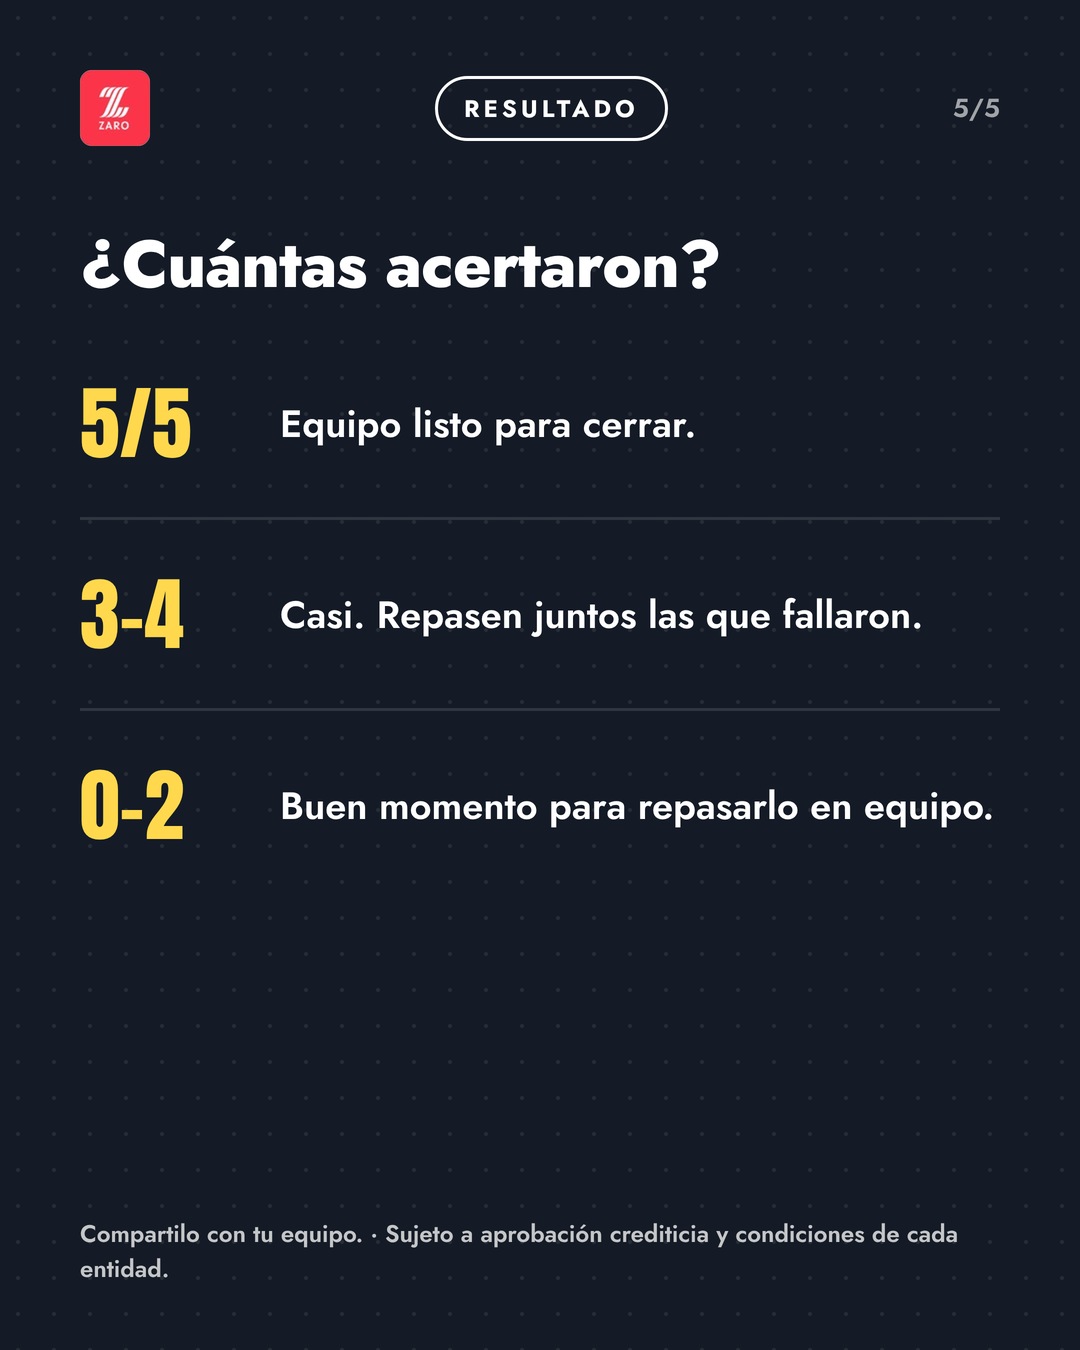 ZARO
RESULTADO
5/5
¿Cuántas acertaron?
5/5
Equipo listo para cerrar.
3-4
Casi. Repasen juntos las que fallaron.
0-2
Buen momento para repasarlo en equipo.
Compartilo con tu equipo. · Sujeto a aprobación crediticia y condiciones de cada
entidad.